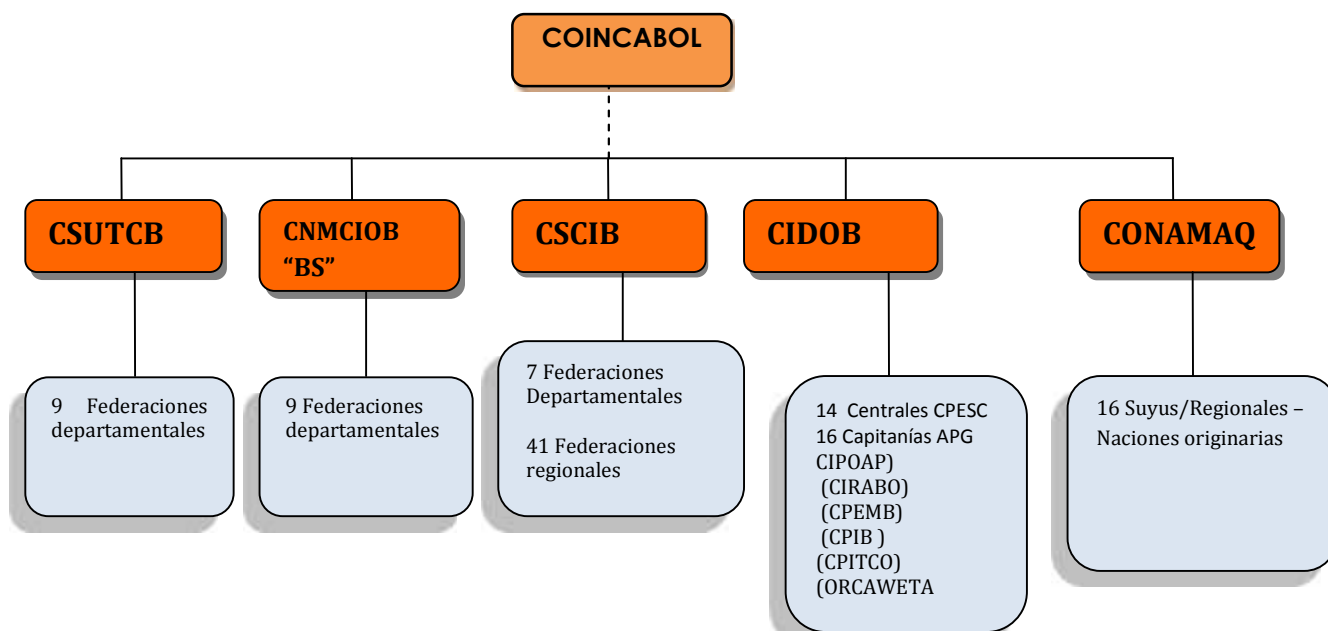 COINCABOL
CSUTCB
CNMCIOB
“BS”
CSCIB
CIDOB
CONAMAQ
9 Federaciones
departamentales
9 Federaciones
departamentales
7 Federaciones
Departamentales
41 Federaciones
regionales
14 Centrales CPESC
16 Capitanías APG
CIPOAP)
(CIRABO)
(CPEMB)
(CPIB )
(CPITCO)
(ORCAWETA
16 Suyus/Regionales –
Naciones originarias